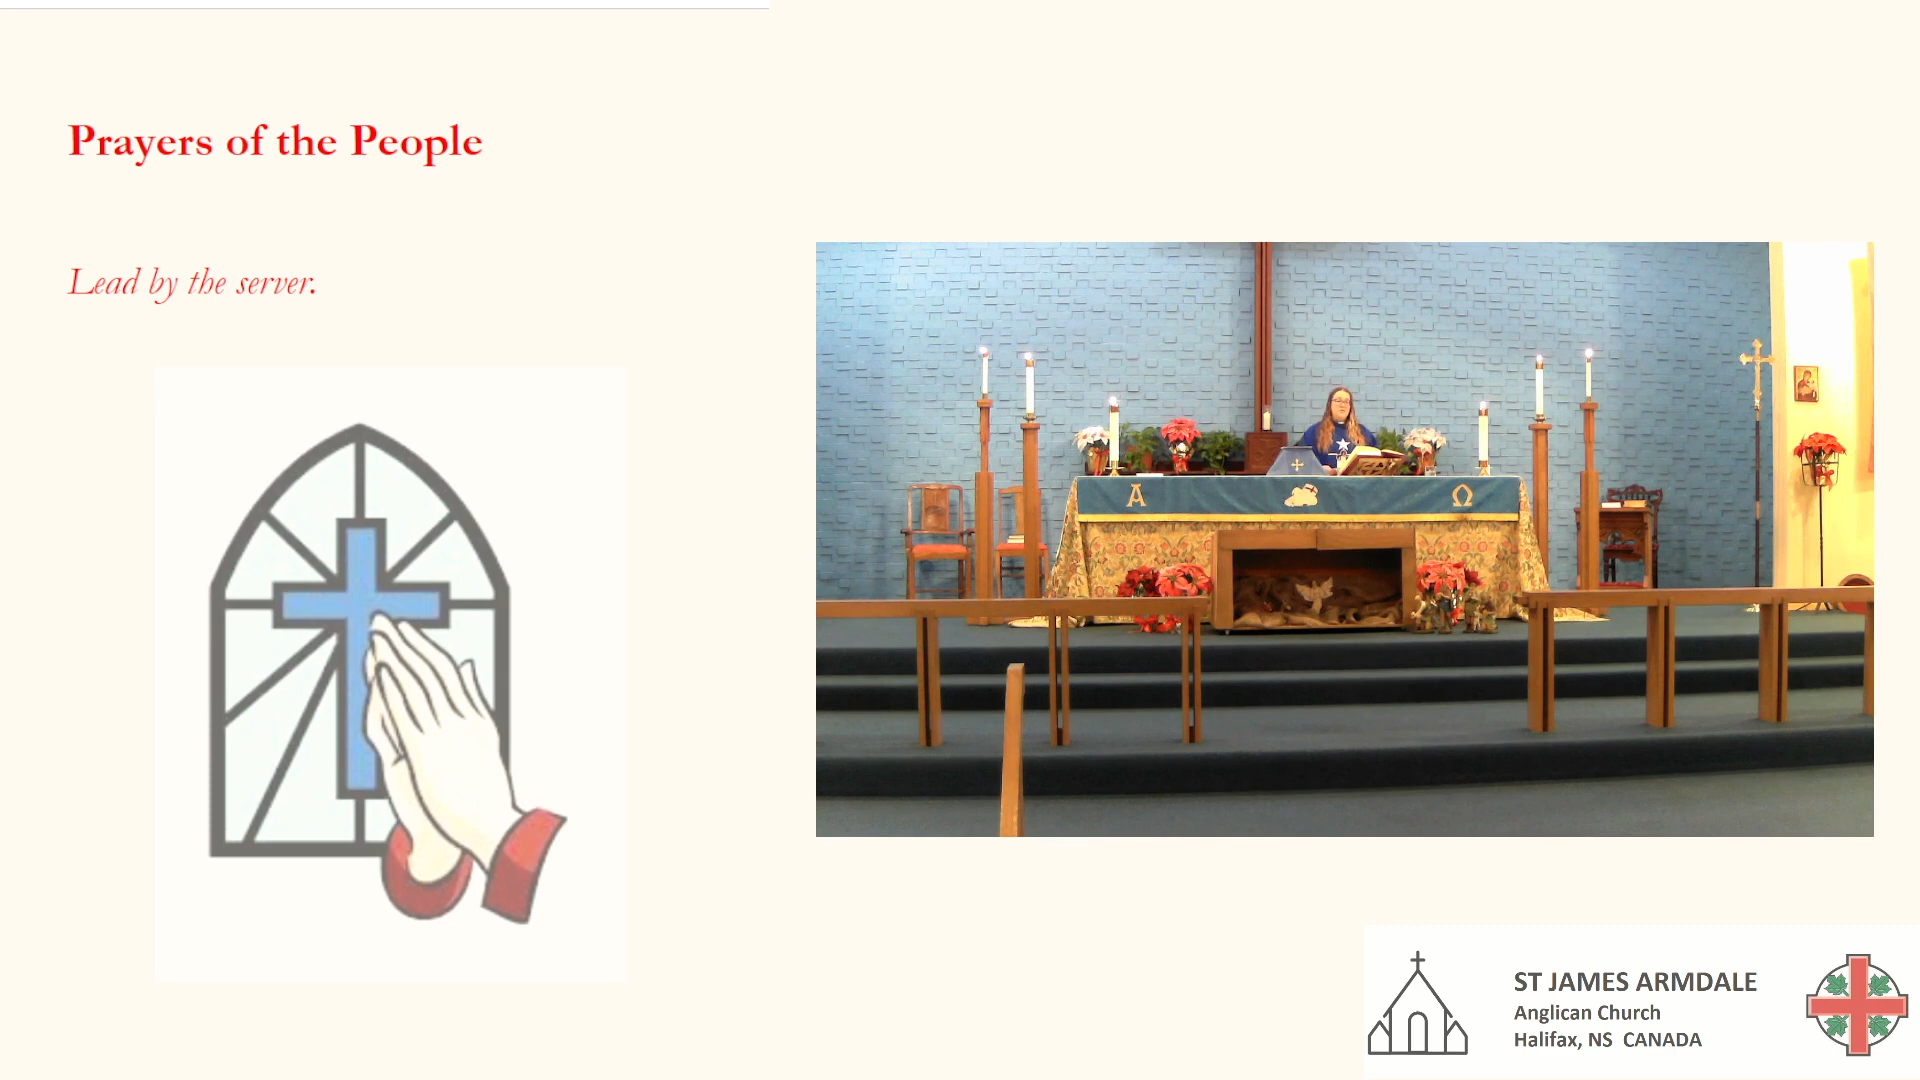 Prayers of the People
Lead by the server.
Α Ω
ST JAMES ARMDALE
Anglican Church
Halifax, NS CANADA